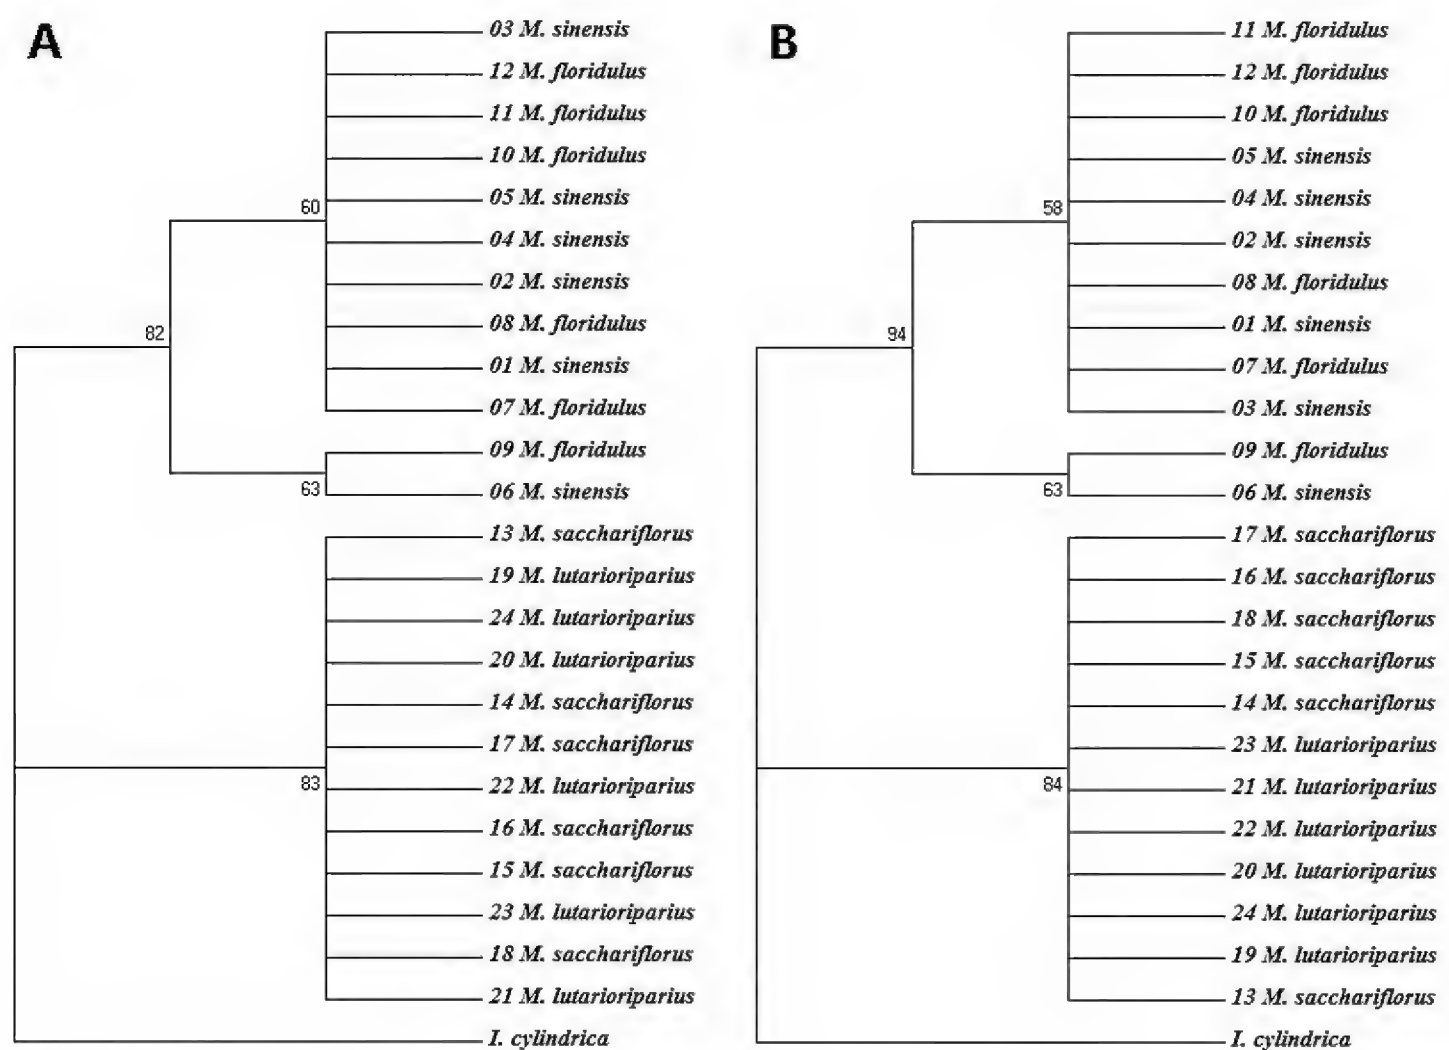 A
03 M. sinensis
12 M. floridulus
11 M. floridulus
10 M. floridulus
05 M. sinensis
60
04 M. sinensis
02 M. sinensis
08 M. floridulus
82
01 M. sinensis
07 M. floridulus
09 M. floridulus
63
06 M. sinensis
13 M. sacchariflorus
19 M. lutarioriparius
24 M. lutarioriparius
20 M. lutarioriparius
14 M. sacchariflorus
17 M. sacchariflorus
83
22 M. lutarioriparius
16 M. sacchariflorus
15 M. sacchariflorus
23 M. lutarioriparius
18 M. sacchariflorus
21 M. lutarioriparius
I. cylindrica
B
11 M. floridulus
12 M. floridulus
10 M. floridulus
05 M. sinensis
58
04 M. sinensis
02 M. sinensis
08 M. floridulus
94
01 M. sinensis
07 M. floridulus
03 M. sinensis
09 M. floridulus
63
06 M. sinensis
17 M. sacchariflorus
16 M. sacchariflorus
18 M. sacchariflorus
15 M. sacchariflorus
14 M. sacchariflorus
23 M. lutarioriparius
84
21 M. lutarioriparius
22 M. lutarioriparius
20 M. lutarioriparius
24 M. lutarioriparius
19 M. lutarioriparius
13 M. sacchariflorus
I. cylindrica